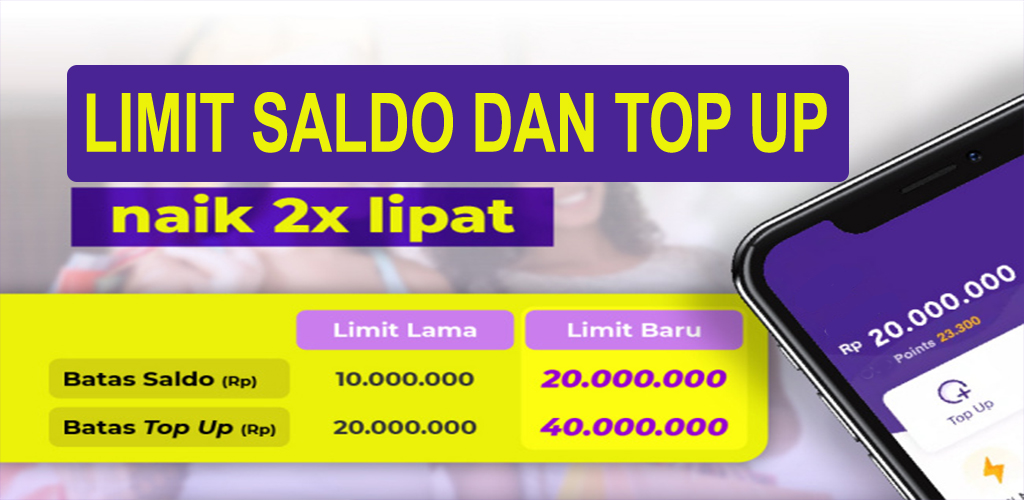 LIMIT SALDO DAN TOP UP
naik 2x lipat
Limit Lama Limit Baru
Batas Saldo (Rp) 10.000.000 20.000.000
Batas Top Up (Rp) 20.000.000 40.000.000
Rp 20.000.000
Points 23.300
Top Up